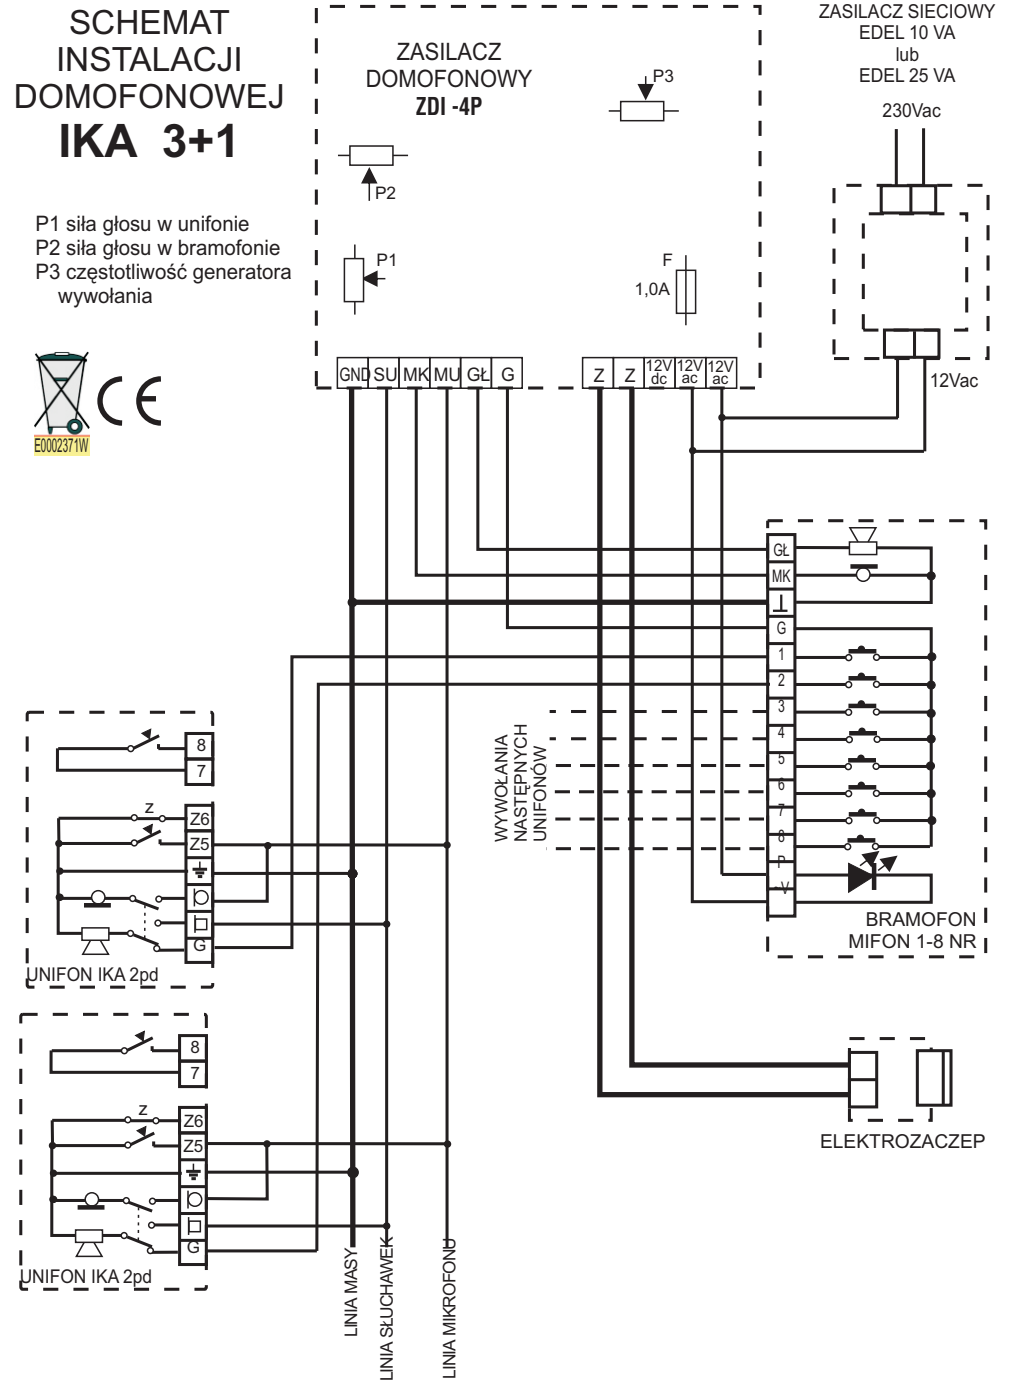 SCHEMAT
INSTALACJI
DOMOFONOWEJ
IKA 3+1
P1 siła głosu w unifonie
P2 siła głosu w bramofonie
P3 częstotliwość generatora
wywołania
CE
E0002371W
ZASILACZ
DOMOFONOWY
ZDI -4P
P3
P2
P1
F
1,0A
GND SU MK MU GŁ G
Z Z 12V dc 12V ac 12V ac
ZASILACZ SIECIOWY
EDEL 10 VA
lub
EDEL 25 VA
230Vac
12Vac
GŁ
MK
G
1
2
3
4
5
6
7
8
P
~V
BRAMOFON
MIFON 1-8 NR
WYWOŁANIA
NASTĘPNYCH
UNIFONÓW
8
7
z
Z6
Z5
G
UNIFON IKA 2pd
8
7
z
Z6
Z5
G
UNIFON IKA 2pd
LINIA MASY
LINIA SŁUCHAWEK
LINIA MIKROFONU
ELEKTROZACZEP